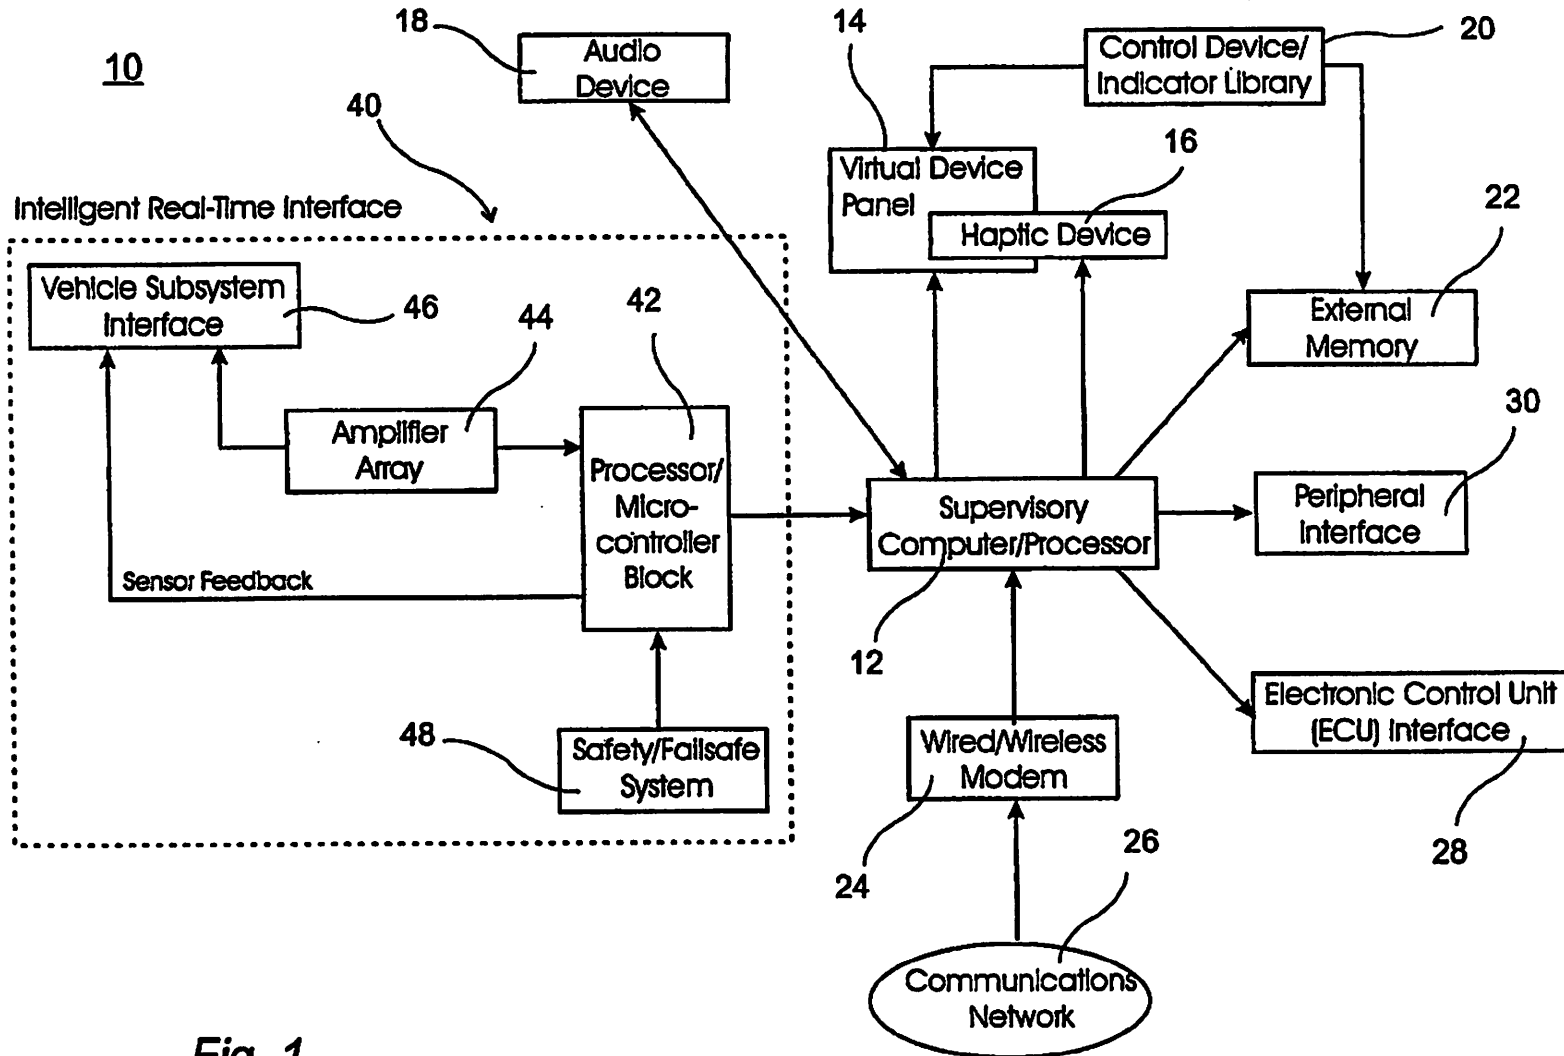 10
18
Audio
Device
14
Control Device/
Indicator Library
20
40
Virtual Device
Panel
16
Haptic Device
22
External
Memory
Intelligent Real-Time Interface
Vehicle Subsystem
Interface
46
44
42
Amplifier
Array
Processor/
Micro-
controller
Block
Sensor Feedback
Supervisory
Computer/Processor
12
30
Peripheral
Interface
48
Safety/Failsafe
System
Wired/Wireless
Modem
24
Electronic Control Unit
(ECU) Interface
28
26
Communications
Network
Fig. 1